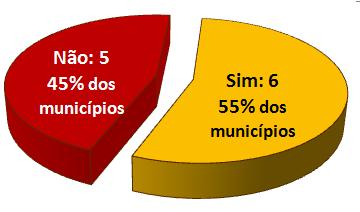 Não: 5
45% dos
municípios
Sim: 6
55% dos
municípios